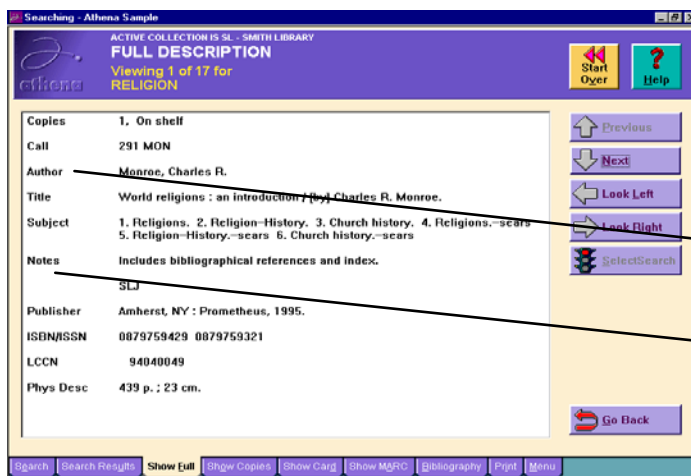 Searching - Athena Sample
ACTIVE COLLECTION IS SL - SMITH LIBRARY
FULL DESCRIPTION
Viewing 1 of 17 for
RELIGION
athena
Start
Over
Help
Copies 1, On shelf
Call 291 MON
Author Monroe, Charles R.
Title World religions : an introduction / [by] Charles R. Monroe.
Subject 1. Religions. 2. Religion--History. 3. Church history. 4. Religions.--sears
5. Religion--History.--sears 6. Church history.--sears
Notes Includes bibliographical references and index.
SLJ
Publisher Amherst, NY : Prometheus, 1995.
ISBN/ISSN 0879759429 0879759321
LCCN 94040049
Phys Desc 439 p. ; 23 cm.
Previous
Next
Look Left
Look Right
SelectSearch
Go Back
Search Search Results Show Full Show Copies Show Card Show MARC Bibliography Print Menu